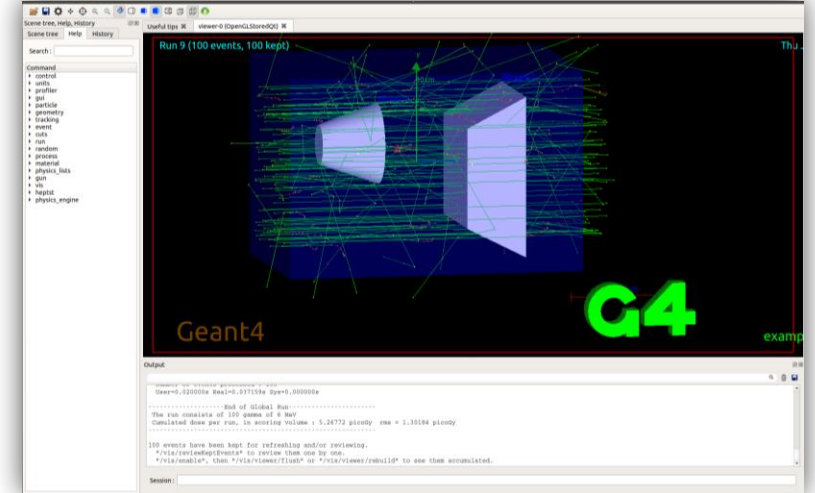 Scene tree, Help, History
Useful tips
viewer-0 (OpenGLStoredQt)
Scene tree
Help
History
Search :
Command
control
units
profiler
gui
particle
geometry
tracking
event
cuts
run
random
process
material
physics_lists
gun
vis
heptst
physics_engine
Run 9 (100 events, 100 kept)
Thu
y
Geant4
G4
examp
Output
User=0.020000s Real=0.037159s Sys=0.000000s
--------------------End of Global Run-----------------------
The run consists of 100 gamma of 6 MeV
Cumulated dose per run, in scoring volume : 5.26772 picoGy rms = 1.30184 picoGy
------------------------------------------------------------
100 events have been kept for refreshing and/or reviewing.
"/vis/reviewKeptEvents" to review them one by one.
"/vis/enable", then "/vis/viewer/flush" or "/vis/viewer/rebuild" to see them accumulated.
Session :